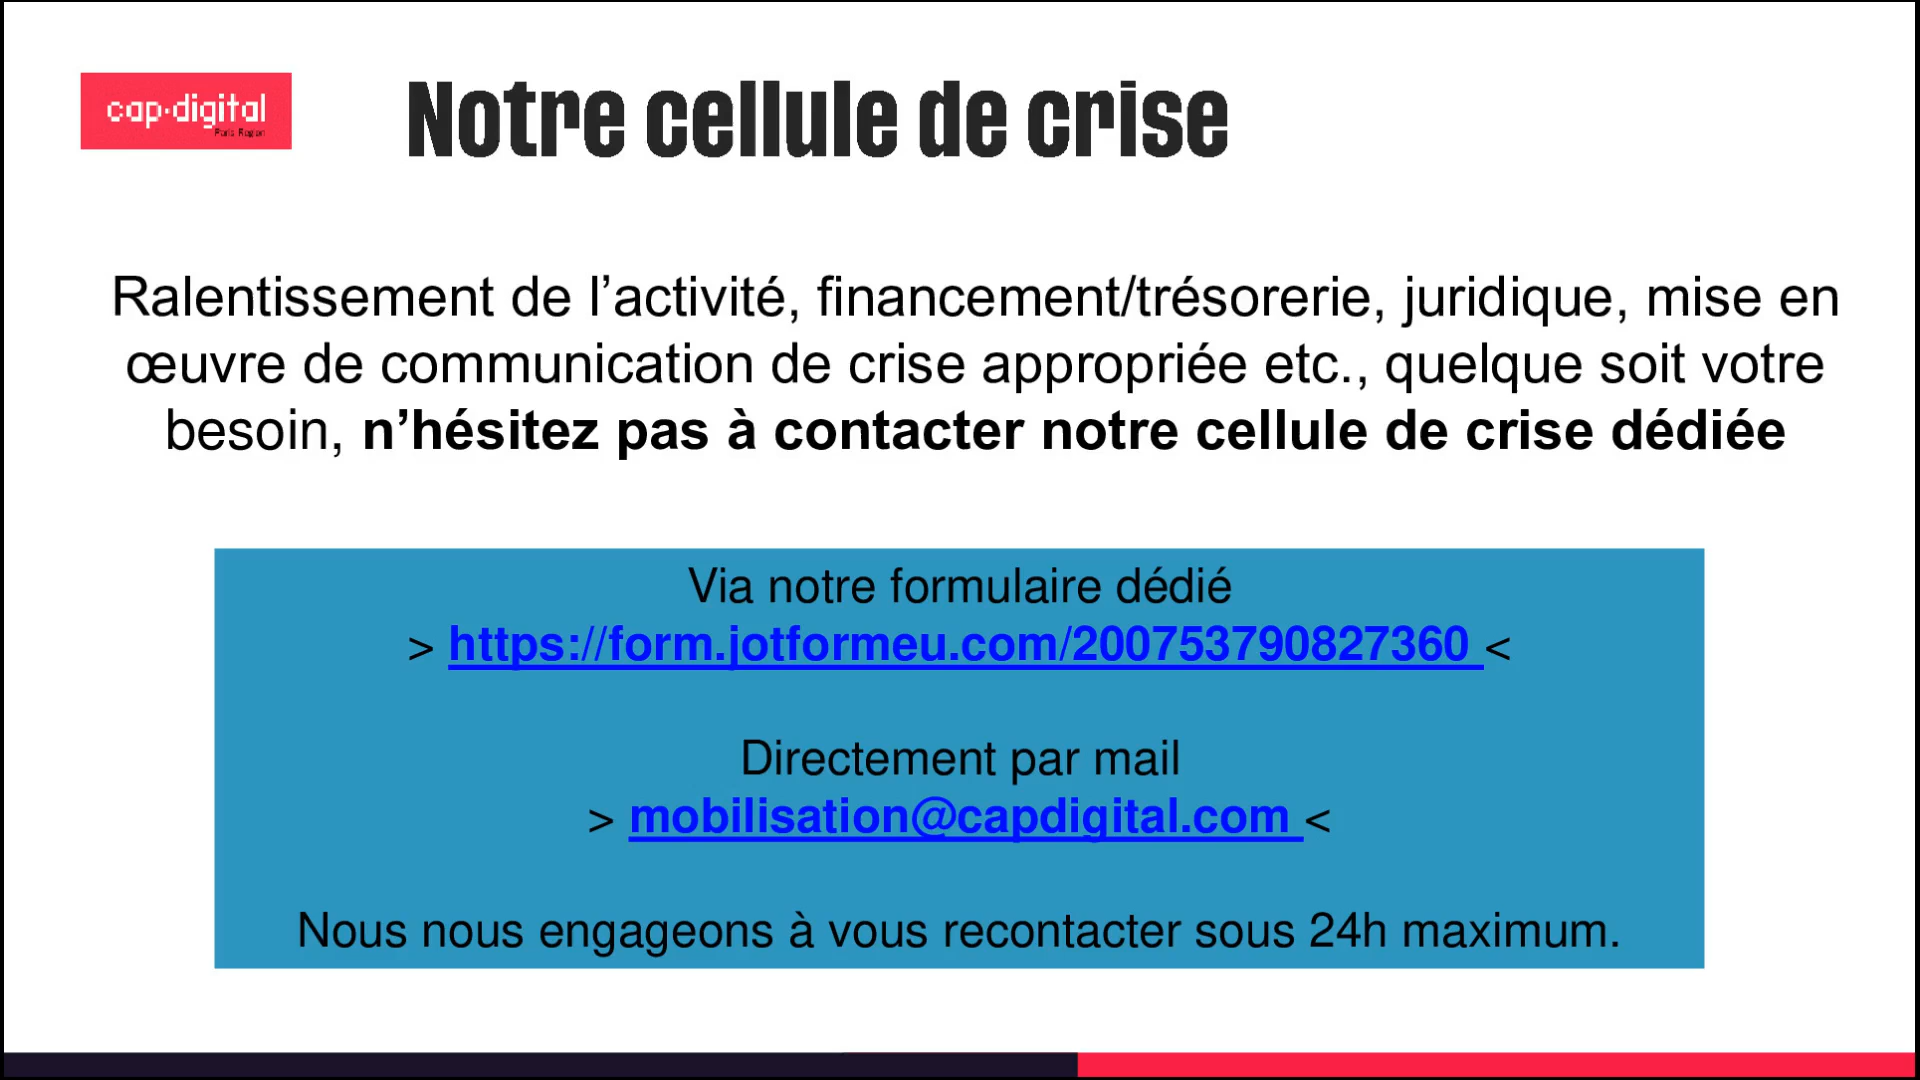 cap·digital
Paris Region
Notre cellule de crise
Ralentissement de l’activité, financement/trésorerie, juridique, mise en
œuvre de communication de crise appropriée etc., quelque soit votre
besoin, n’hésitez pas à contacter notre cellule de crise dédiée
Via notre formulaire dédié
> https://form.jotformeu.com/200753790827360 <
Directement par mail
> mobilisation@capdigital.com <
Nous nous engageons à vous recontacter sous 24h maximum.